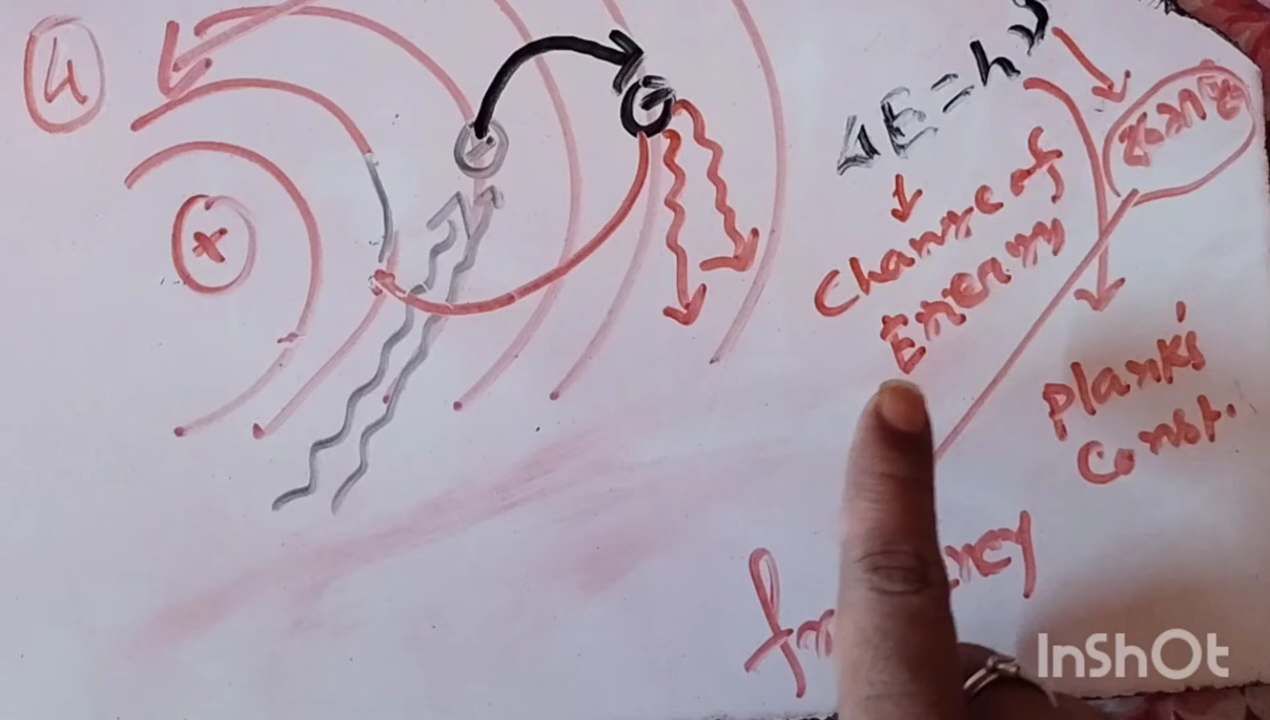 4
x
ΔE = hν
Change of
Energy
Plank's
Const.
InShOt